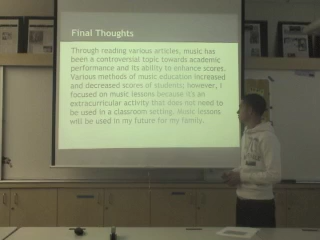 Final Thoughts
Through reading various articles, music has
been a controversial topic towards academic
performance and its ability to enhance scores.
Various methods of music education increased
and decreased scores of students; however, I
focused on music lessons because it's an
extracurricular activity that does not need to
be used in a classroom setting. Music lessons
will be used in my future for my family.